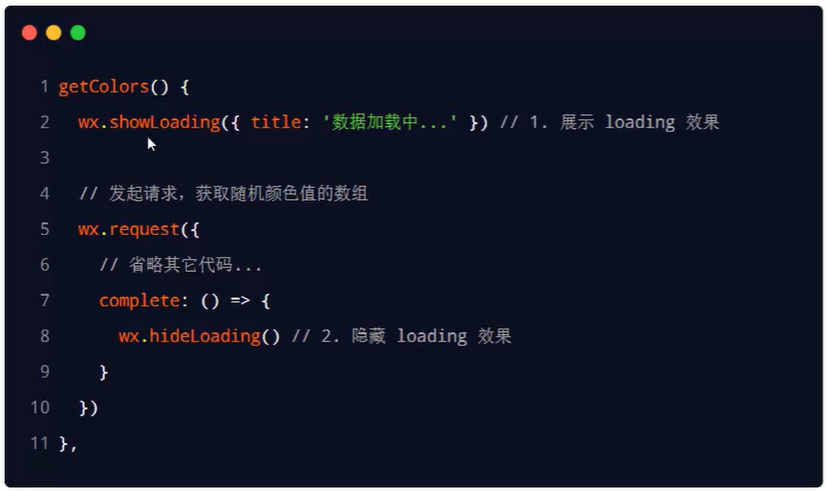 1 getColors() {
2 wx.showLoading({ title: '数据加载中...' }) // 1. 展示 loading 效果
3
4 // 发起请求，获取随机颜色值的数组
5 wx.request({
6 // 省略其它代码...
7 complete: () => {
8 wx.hideLoading() // 2. 隐藏 loading 效果
9 }
10 })
11 },